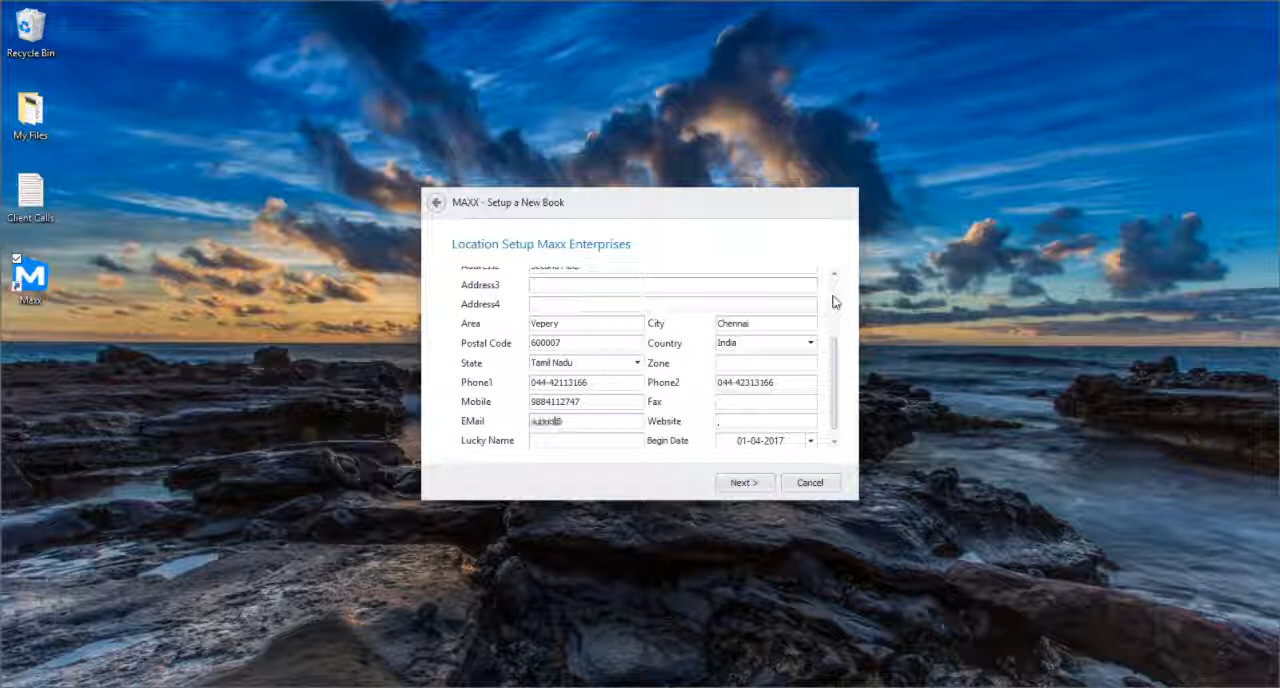 Recycle Bin
My Files
Client Calls
M
Maxx
MAXX - Setup a New Book
Location Setup Maxx Enterprises
Address3
Address4
Area Vepery City Chennai
Postal Code 600007 Country India
State Tamil Nadu Zone
Phone1 044-42113166 Phone2 044-42313166
Mobile 9884112747 Fax
EMail Website
Lucky Name Begin Date 01-04-2017
Next > Cancel